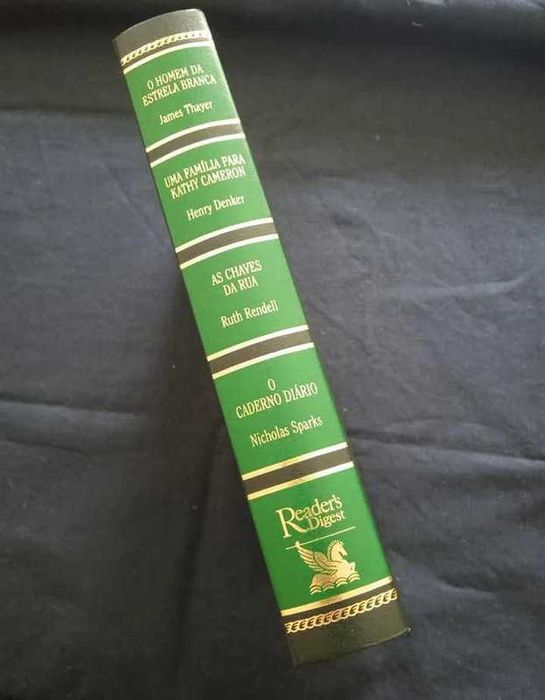 O HOMEM DA
ESTRELA BRANCA
James Thayer
UMA FAMÍLIA PARA
KATHY CAMERON
Henry Denker
AS CHAVES
DA RUA
Ruth Rendell
O
CADERNO DIÁRIO
Nicholas Sparks
Reader's
Digest